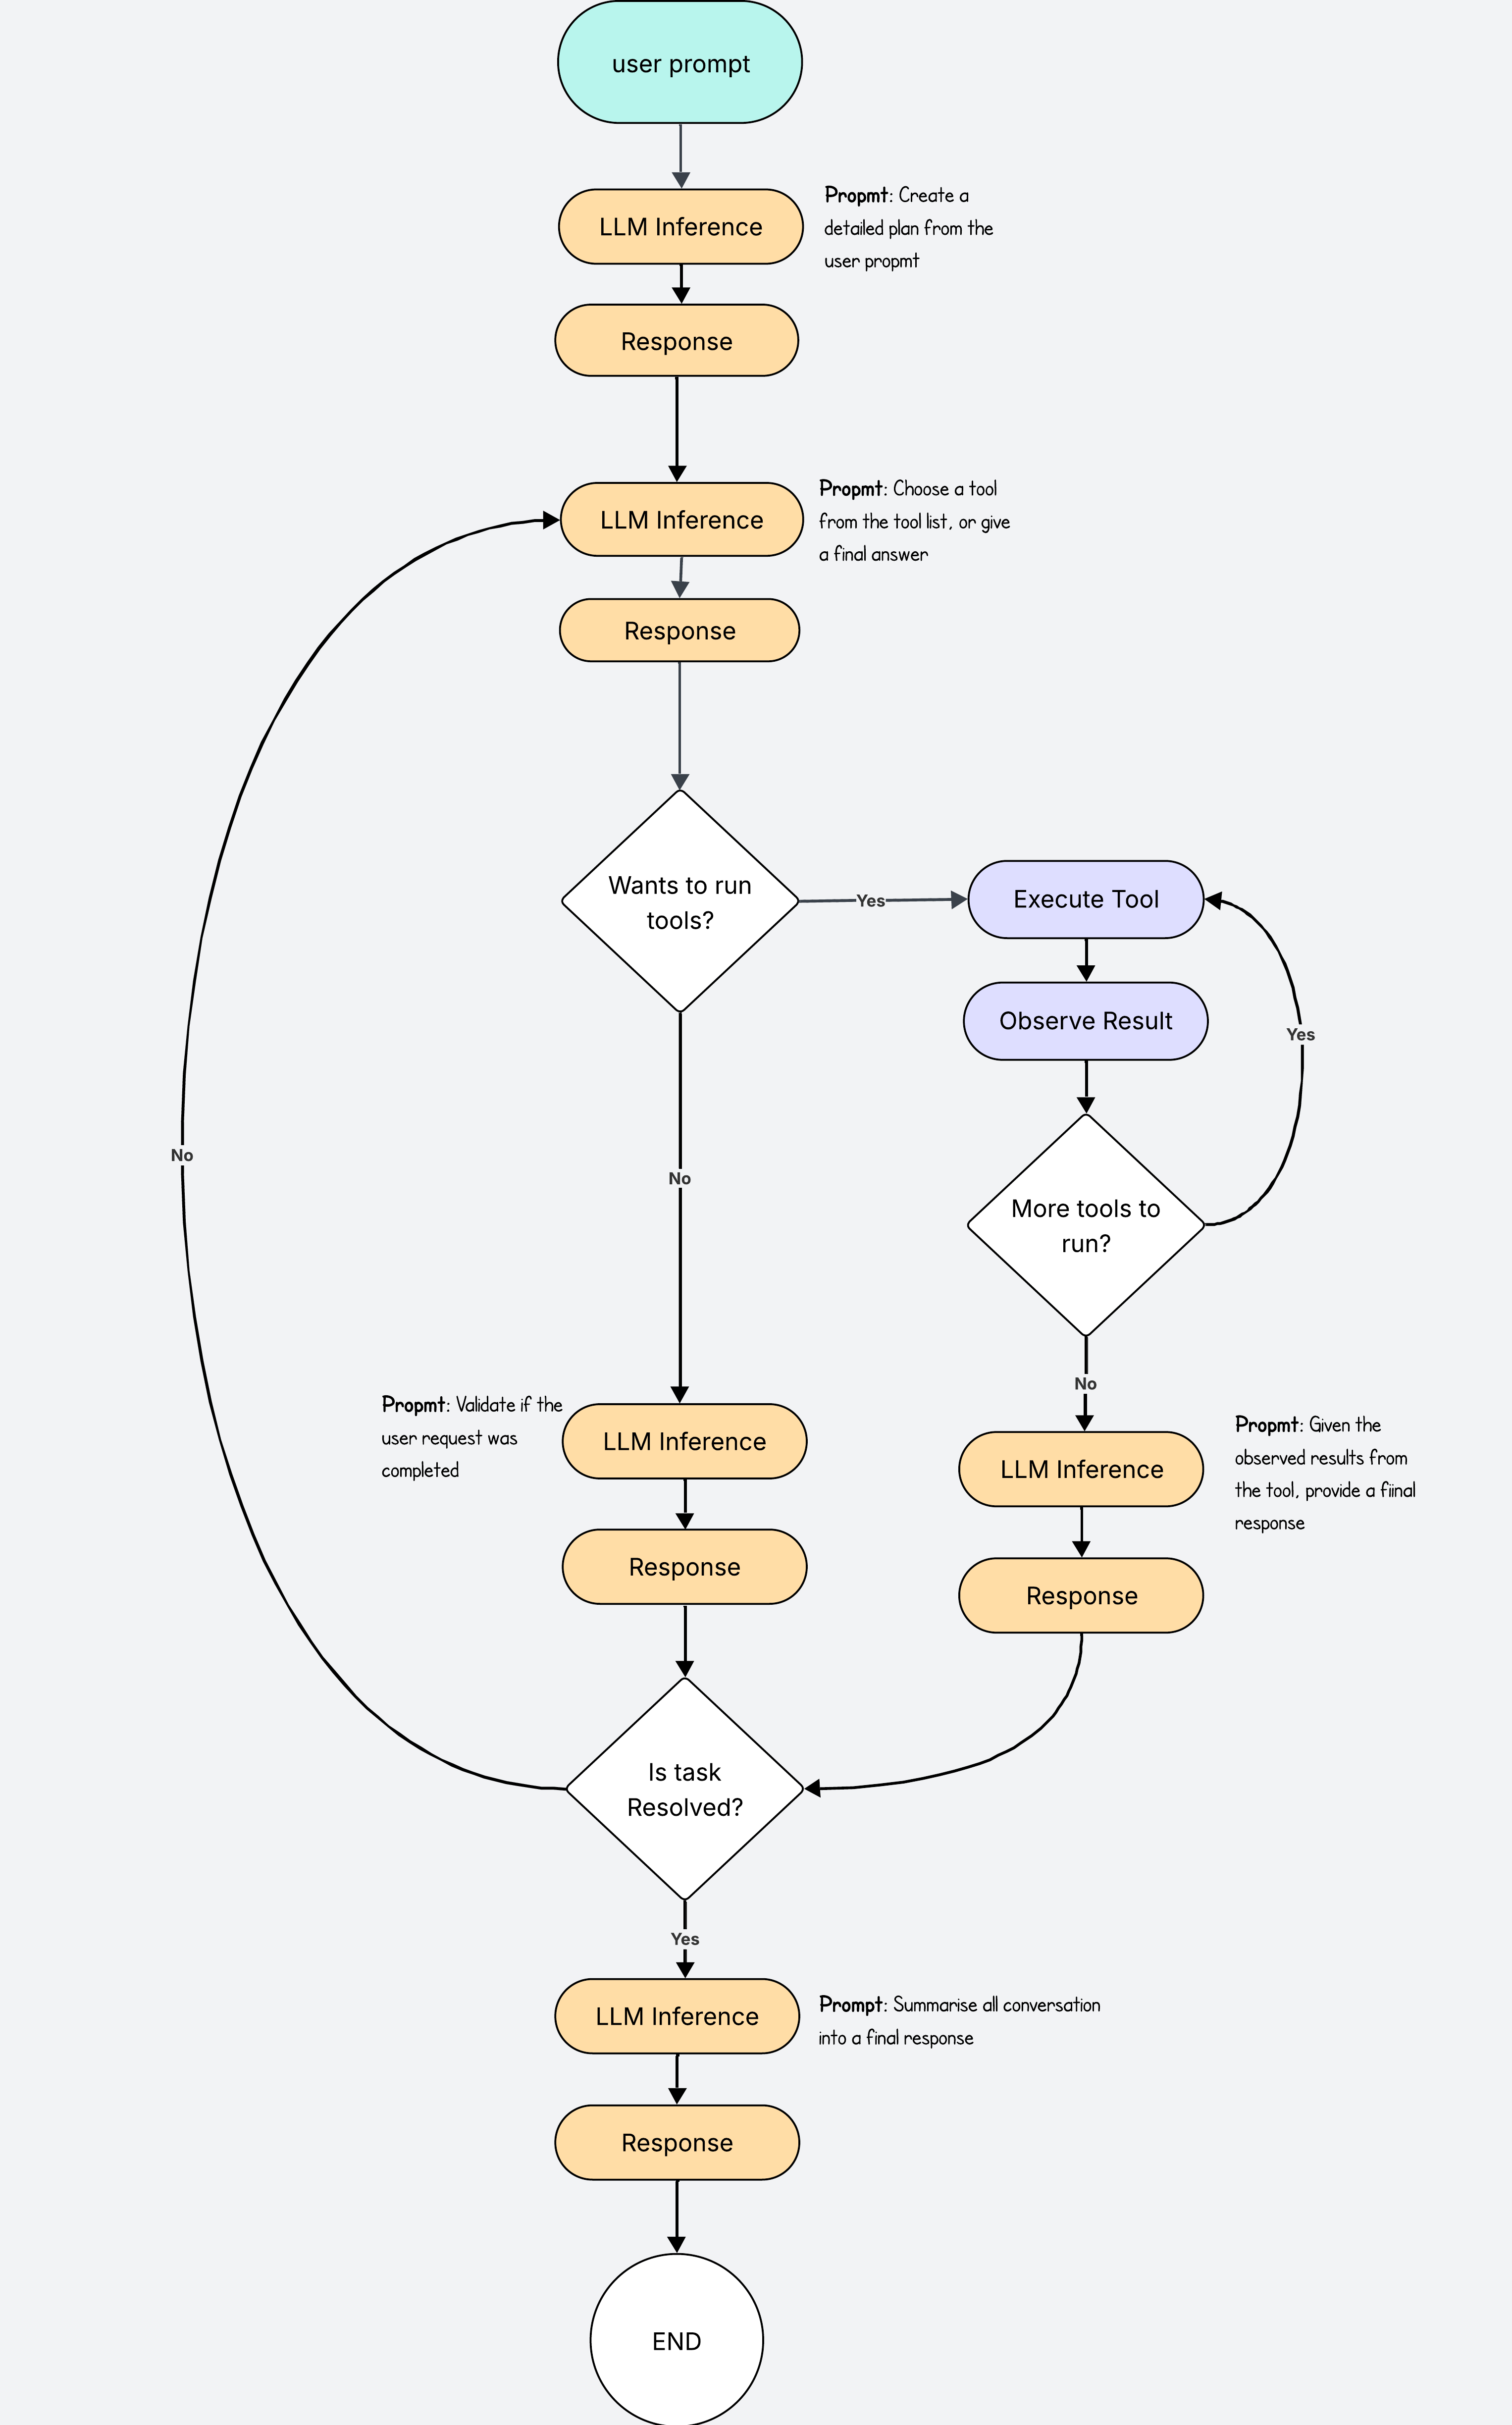 user prompt
Propmt: Create a
detailed plan from the
user propmt
LLM Inference
Response
Propmt: Choose a tool
from the tool list, or give
a final answer
LLM Inference
Response
Wants to run
tools?
Yes
Execute Tool
Observe Result
Yes
No
No
More tools to
run?
No
Propmt: Validate if the
user request was
completed
LLM Inference
Propmt: Given the
observed results from
the tool, provide a fiinal
response
LLM Inference
Response
Response
Is task
Resolved?
Yes
LLM Inference
Prompt: Summarise all conversation
into a final response
Response
END